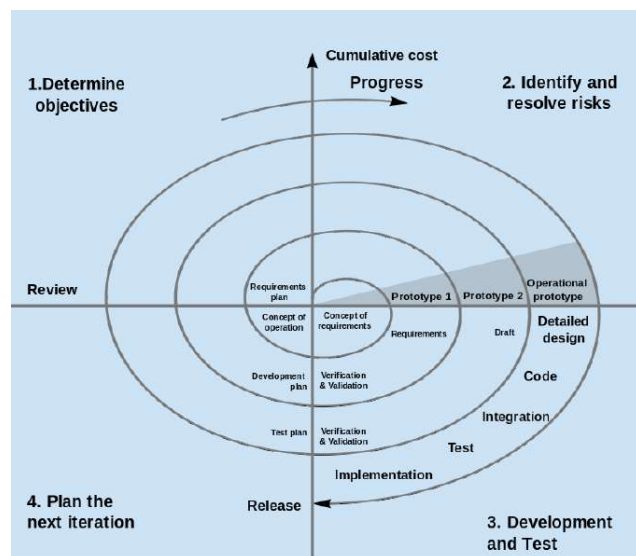 Cumulative cost
Progress
1.Determine
objectives
2. Identify and
resolve risks
Review
Requirements
plan
Prototype 1
Prototype 2
Operational
prototype
Concept of
operation
Concept of
requirements
Requirements
Draft
Detailed
design
Development
plan
Verification
& Validation
Code
Integration
Test plan
Verification
& Validation
Test
Implementation
Release
4. Plan the
next iteration
3. Development
and Test